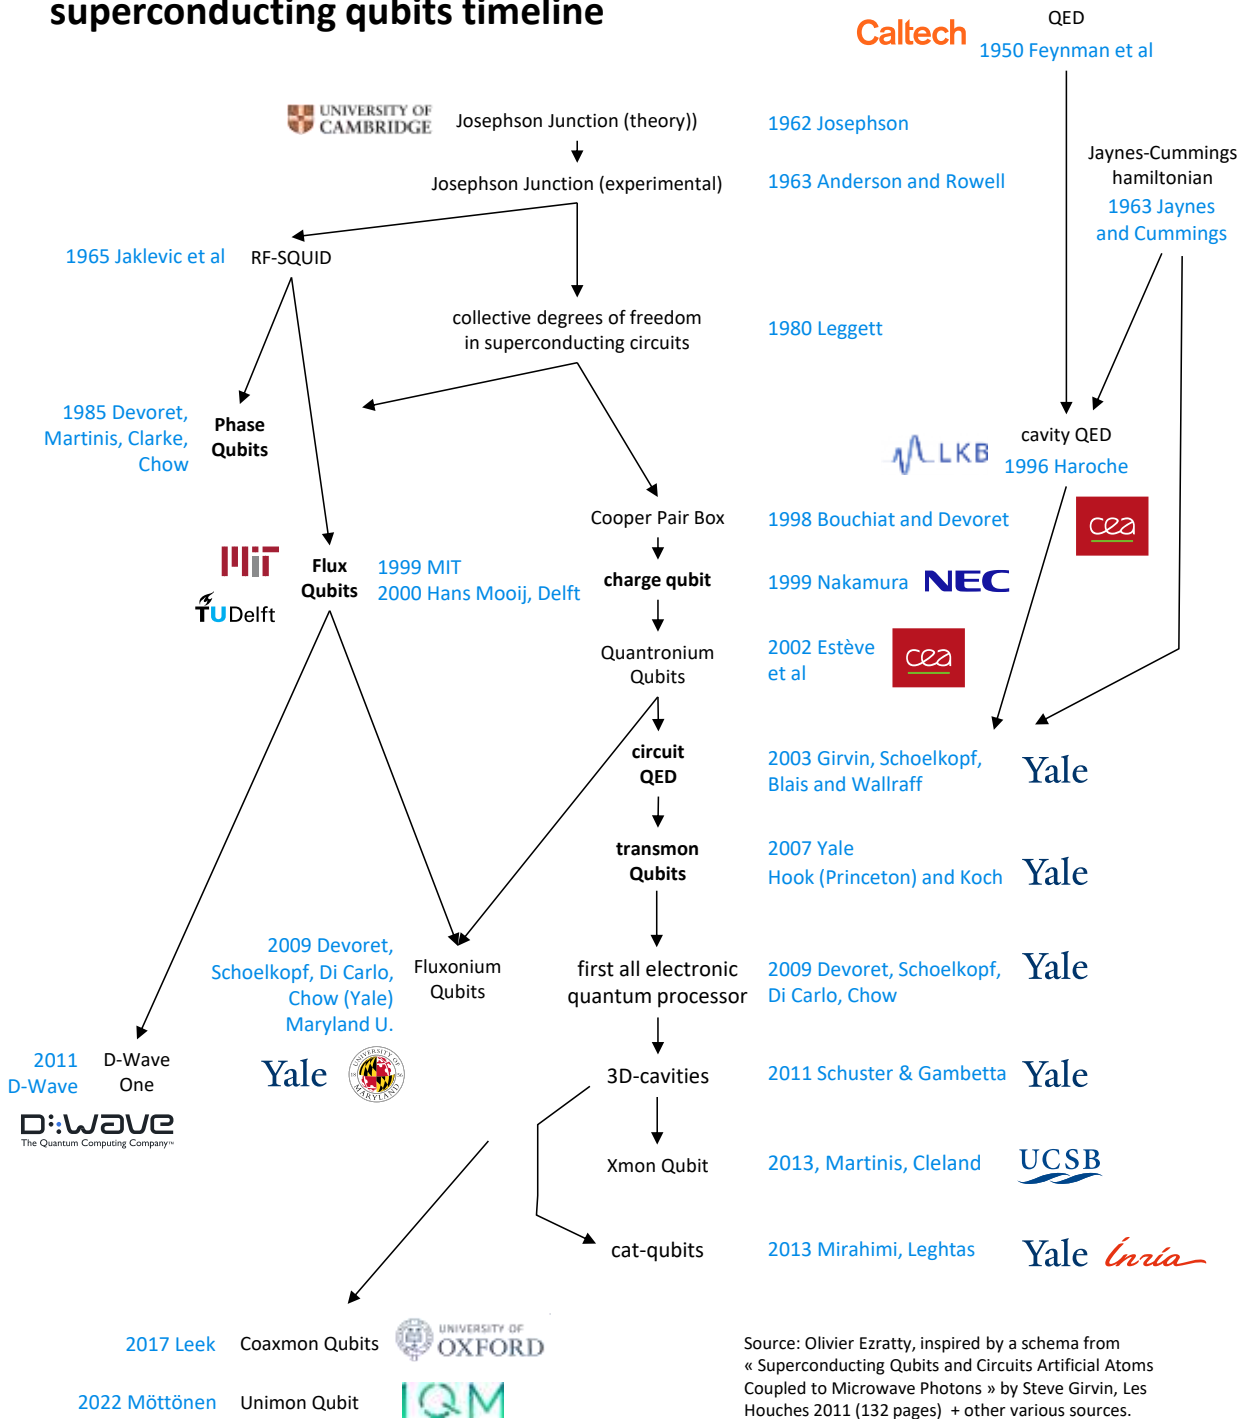 superconducting qubits timeline
Caltech
QED
1950 Feynman et al
UNIVERSITY OF
CAMBRIDGE
Josephson Junction (theory))
1962 Josephson
Jaynes-Cummings
hamiltonian
1963 Jaynes
and Cummings
Josephson Junction (experimental)
1963 Anderson and Rowell
1965 Jaklevic et al
RF-SQUID
collective degrees of freedom
in superconducting circuits
1980 Leggett
1985 Devoret,
Martinis, Clarke,
Chow
Phase
Qubits
LKB
cavity QED
1996 Haroche
Cooper Pair Box
1998 Bouchiat and Devoret
cea
MIT
TUDelft
Flux
Qubits
1999 MIT
2000 Hans Mooij, Delft
charge qubit
1999 Nakamura
NEC
Quantronium
Qubits
2002 Estève
et al
cea
circuit
QED
2003 Girvin, Schoelkopf,
Blais and Wallraff
Yale
transmon
Qubits
2007 Yale
Hook (Princeton) and Koch
Yale
2009 Devoret,
Schoelkopf, Di Carlo,
Chow (Yale)
Maryland U.
Fluxonium
Qubits
Yale
UNIVERSITY OF
MARYLAND
18 56
first all electronic
quantum processor
2009 Devoret, Schoelkopf,
Di Carlo, Chow
Yale
2011
D-Wave
D-Wave
One
D:Wave
The Quantum Computing Company™
3D-cavities
2011 Schuster & Gambetta
Yale
Xmon Qubit
2013, Martinis, Cleland
UCSB
cat-qubits
2013 Mirahimi, Leghtas
Yale
Inría
2017 Leek
Coaxmon Qubits
UNIVERSITY OF
OXFORD
2022 Möttönen
Unimon Qubit
IQM
Source: Olivier Ezratty, inspired by a schema from
« Superconducting Qubits and Circuits Artificial Atoms
Coupled to Microwave Photons » by Steve Girvin, Les
Houches 2011 (132 pages)  + other various sources.